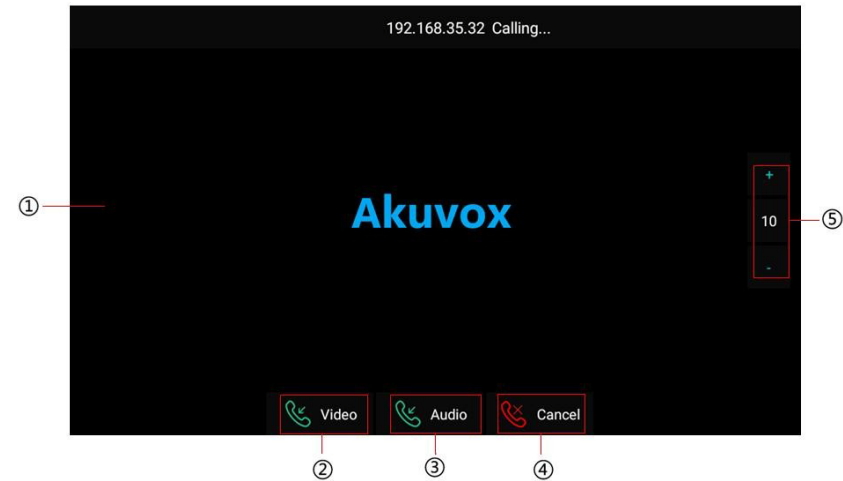 192.168.35.32 Calling...
①
Akuvox
+
10
⑤
-
Video
Audio
Cancel
②
③
④